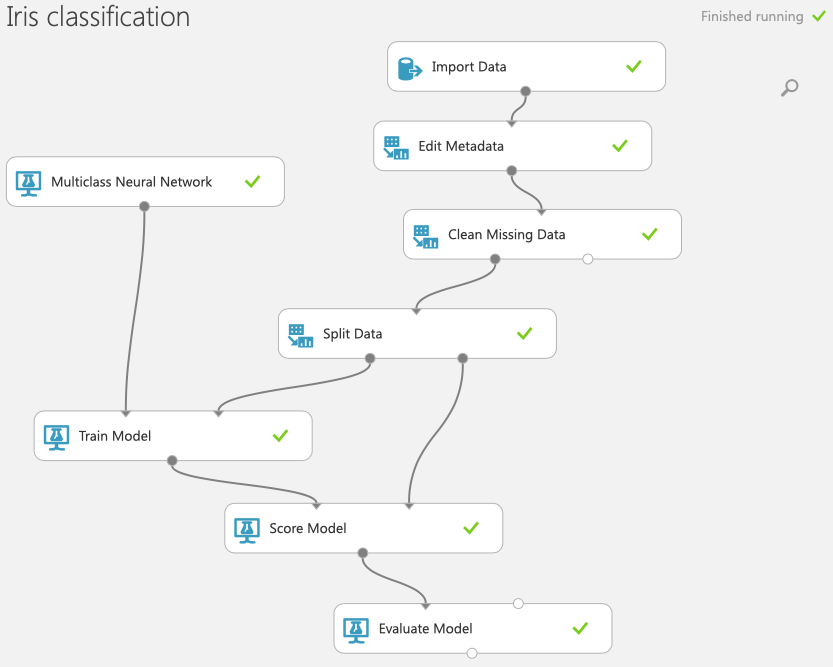 Iris classification
Finished running
Import Data
Edit Metadata
Multiclass Neural Network
Clean Missing Data
Split Data
Train Model
Score Model
Evaluate Model